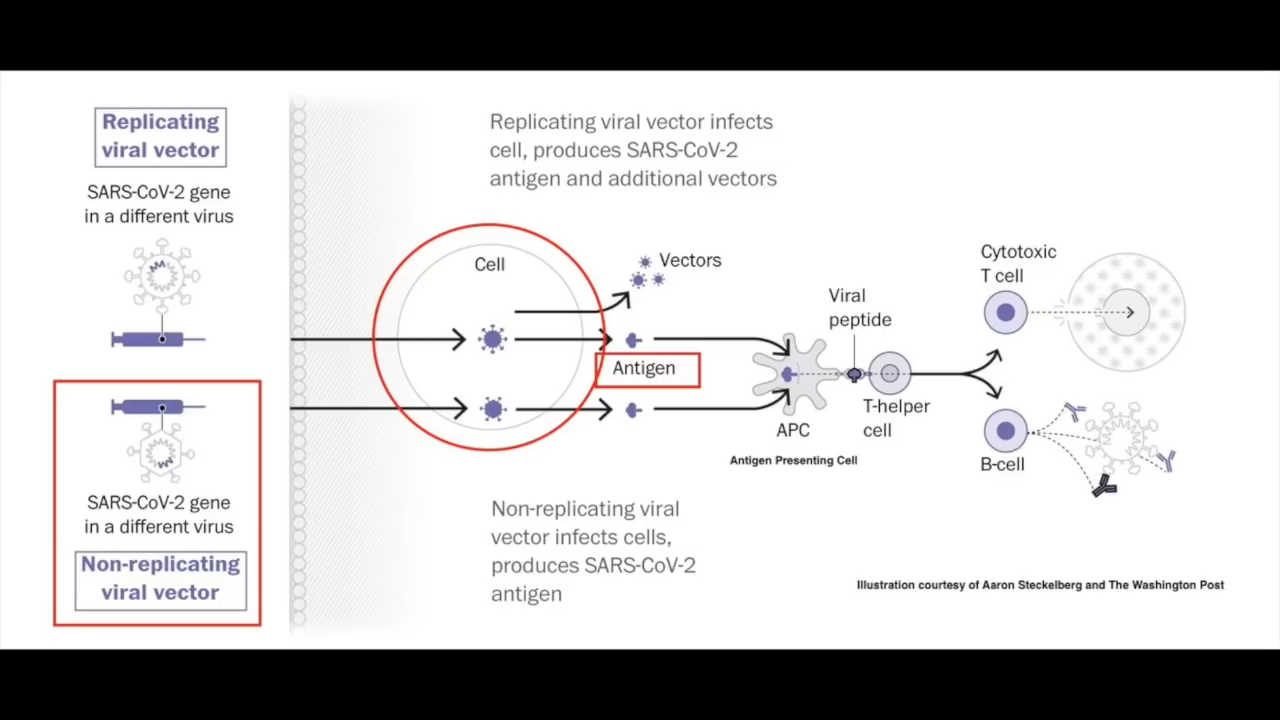 Replicating
viral vector
SARS-CoV-2 gene
in a different virus
SARS-CoV-2 gene
in a different virus
Non-replicating
viral vector
Replicating viral vector infects
cell, produces SARS-CoV-2
antigen and additional vectors
Cell
Vectors
Antigen
Viral
peptide
APC
Antigen Presenting Cell
T-helper
cell
Cytotoxic
T cell
B-cell
Non-replicating viral
vector infects cells,
produces SARS-CoV-2
antigen
Illustration courtesy of Aaron Steckelberg and The Washington Post